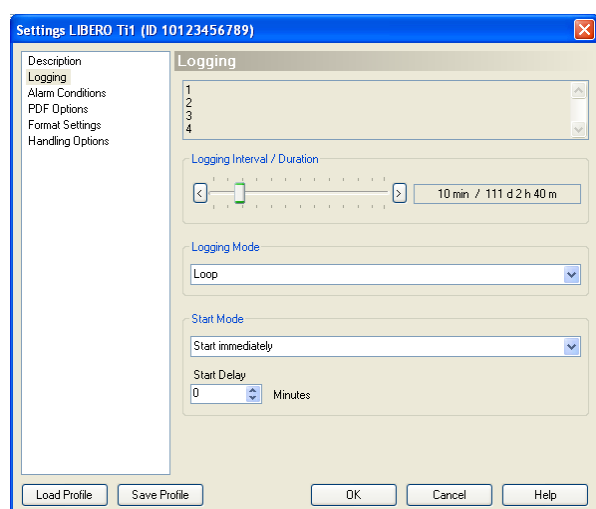 Settings LIBERO Ti1 (ID 10123456789)
Description
Logging
Alarm Conditions
PDF Options
Format Settings
Handling Options
Logging
1
2
3
4
Logging Interval / Duration
10 min / 111 d 2 h 40 m
Logging Mode
Loop
Start Mode
Start immediately
Start Delay
0 Minutes
Load Profile Save Profile OK Cancel Help